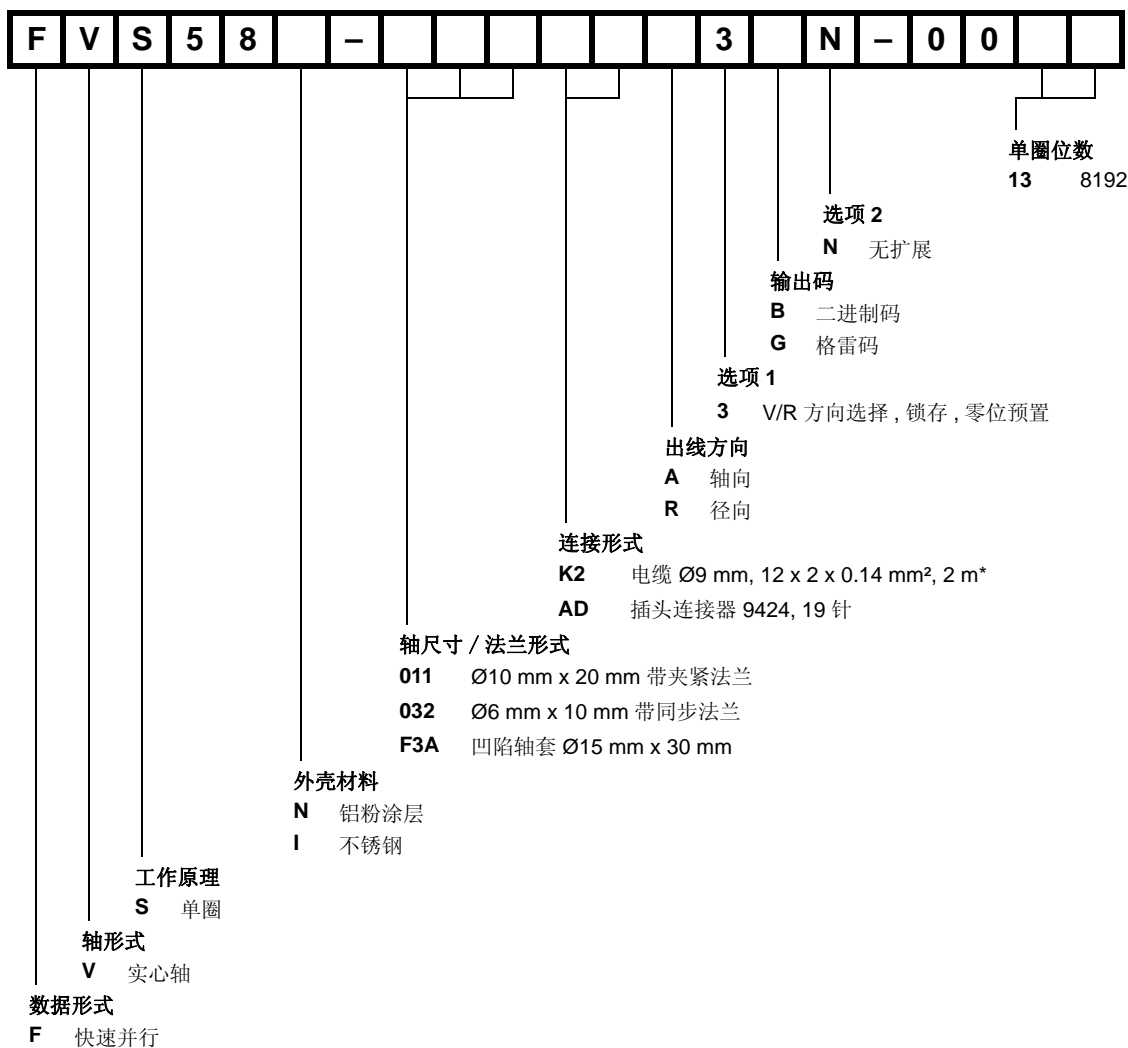 F V S 5 8 – 3 N – 0 0
单圈位数
13 8192
选项 2
N 无扩展
输出码
B 二进制码
G 格雷码
选项 1
3 V/R 方向选择 , 锁存 , 零位预置
出线方向
A 轴向
R 径向
连接形式
K2 电缆 Ø9 mm, 12 x 2 x 0.14 mm², 2 m*
AD 插头连接器 9424, 19 针
轴尺寸 / 法兰形式
011 Ø10 mm x 20 mm 带夹紧法兰
032 Ø6 mm x 10 mm 带同步法兰
F3A 凹陷轴套 Ø15 mm x 30 mm
外壳材料
N 铝粉涂层
I 不锈钢
工作原理
S 单圈
轴形式
V 实心轴
数据形式
F 快速并行